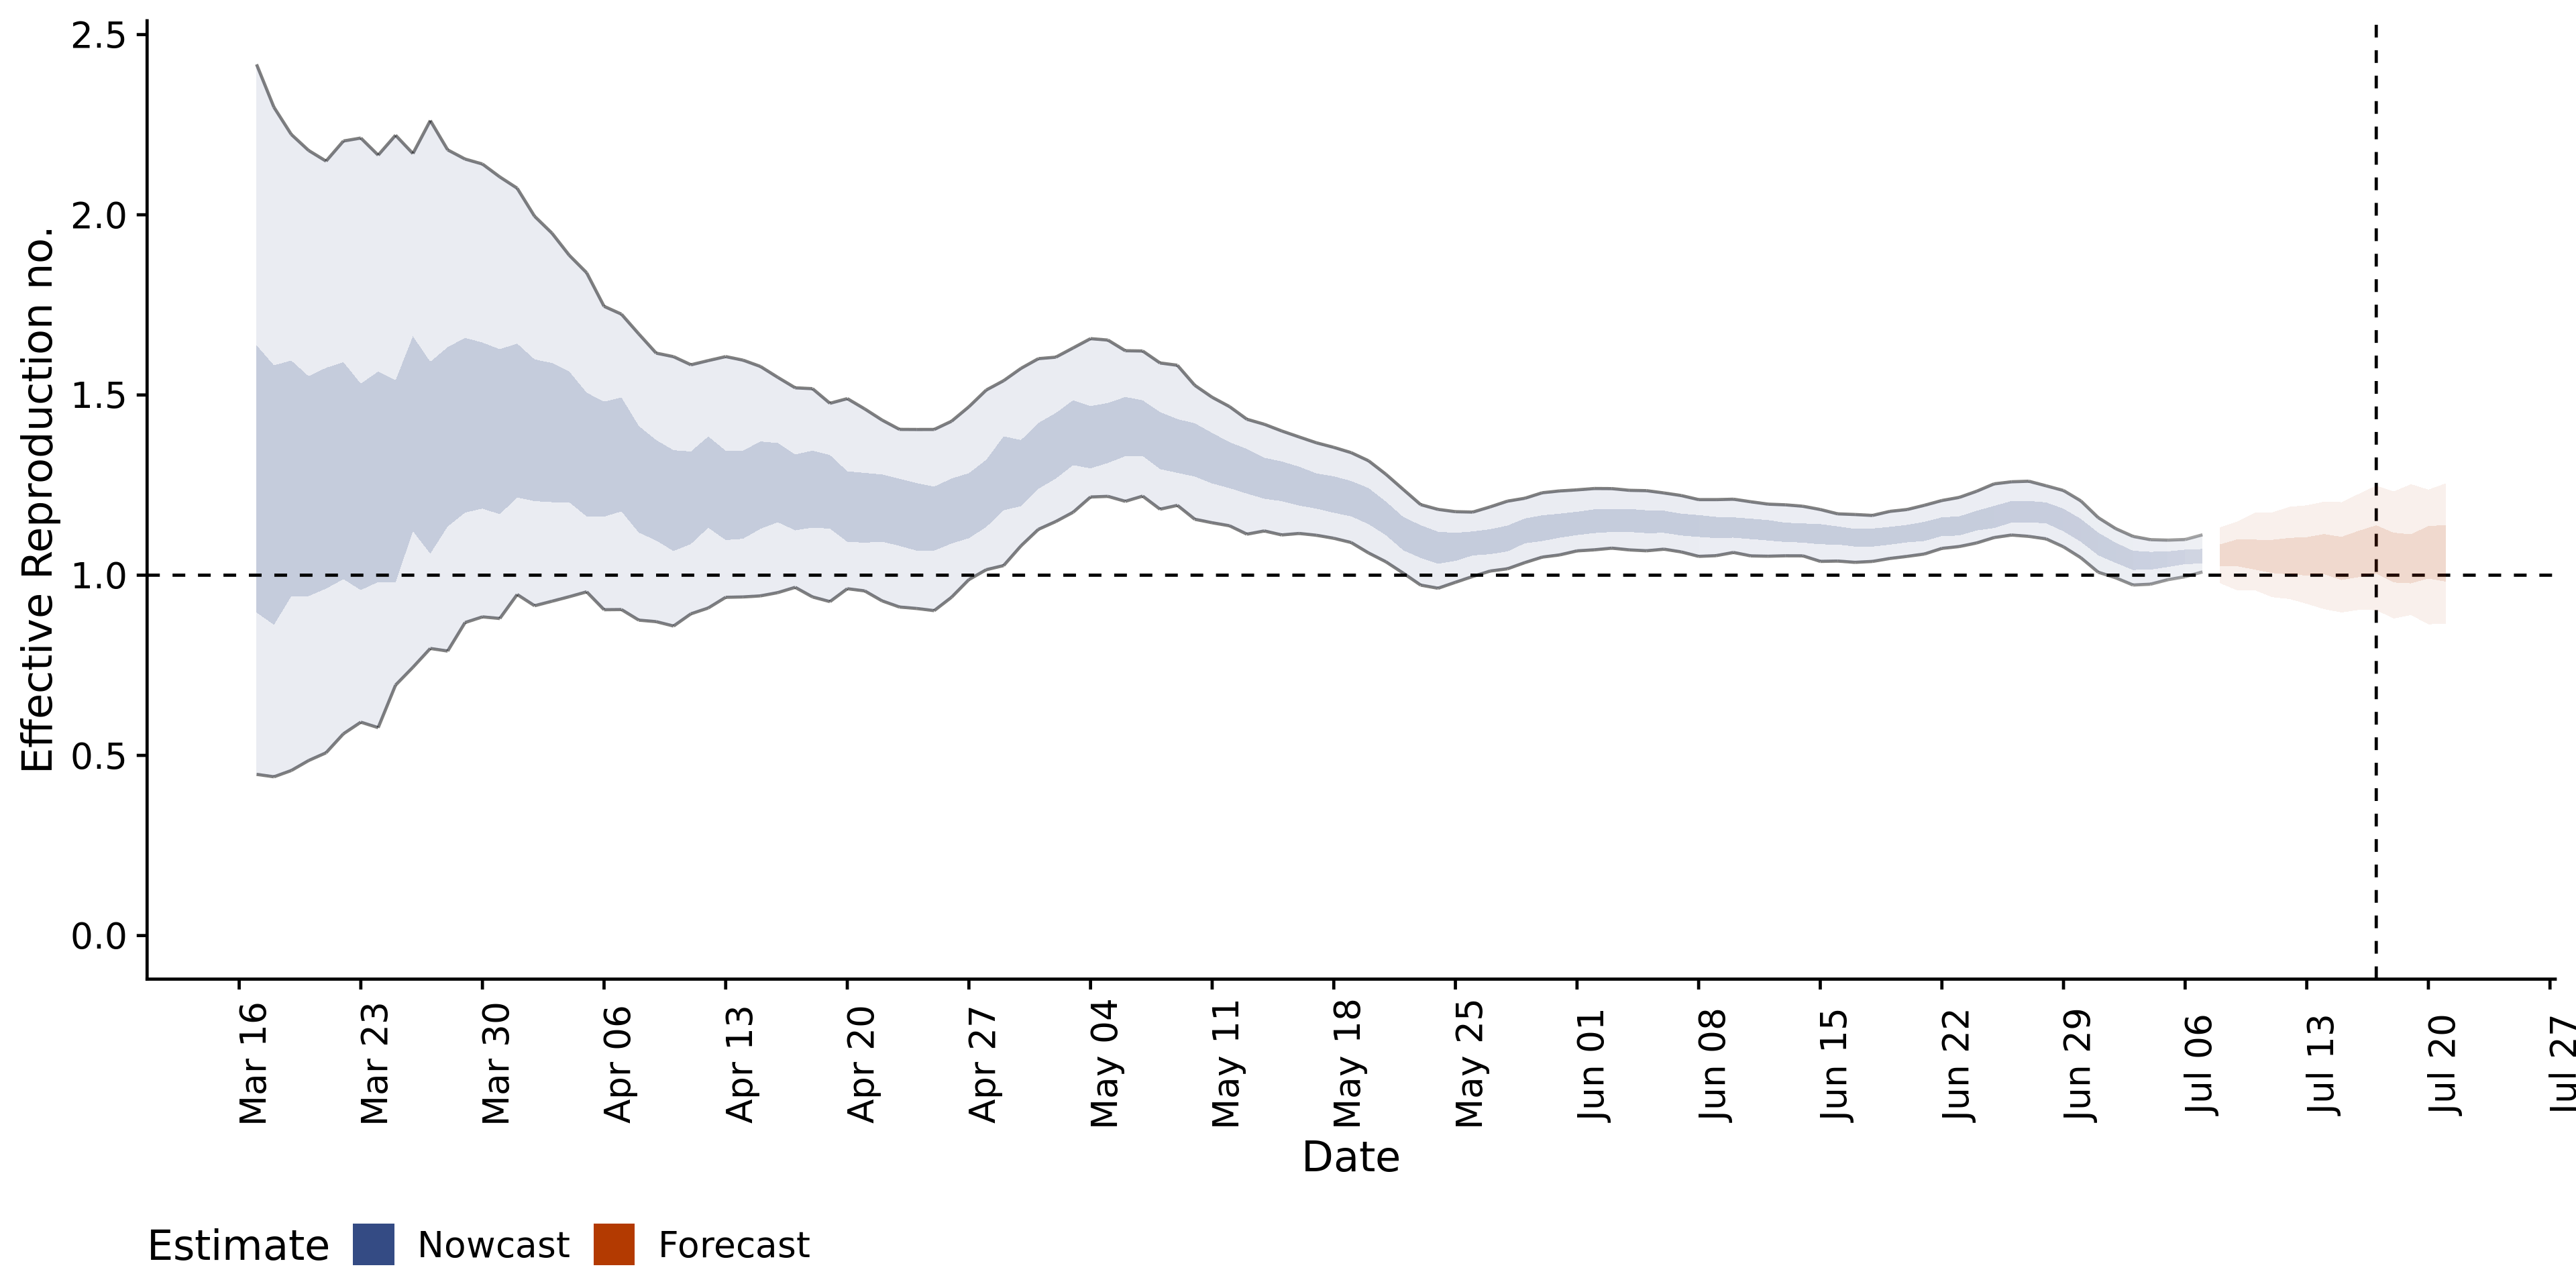 2.5
2.0
1.5
1.0
0.5
0.0
Effective Reproduction no.
Mar 16
Mar 23
Mar 30
Apr 06
Apr 13
Apr 20
Apr 27
May 04
May 11
May 18
May 25
Jun 01
Jun 08
Jun 15
Jun 22
Jun 29
Jul 06
Jul 13
Jul 20
Jul 27
Date
Estimate Nowcast Forecast